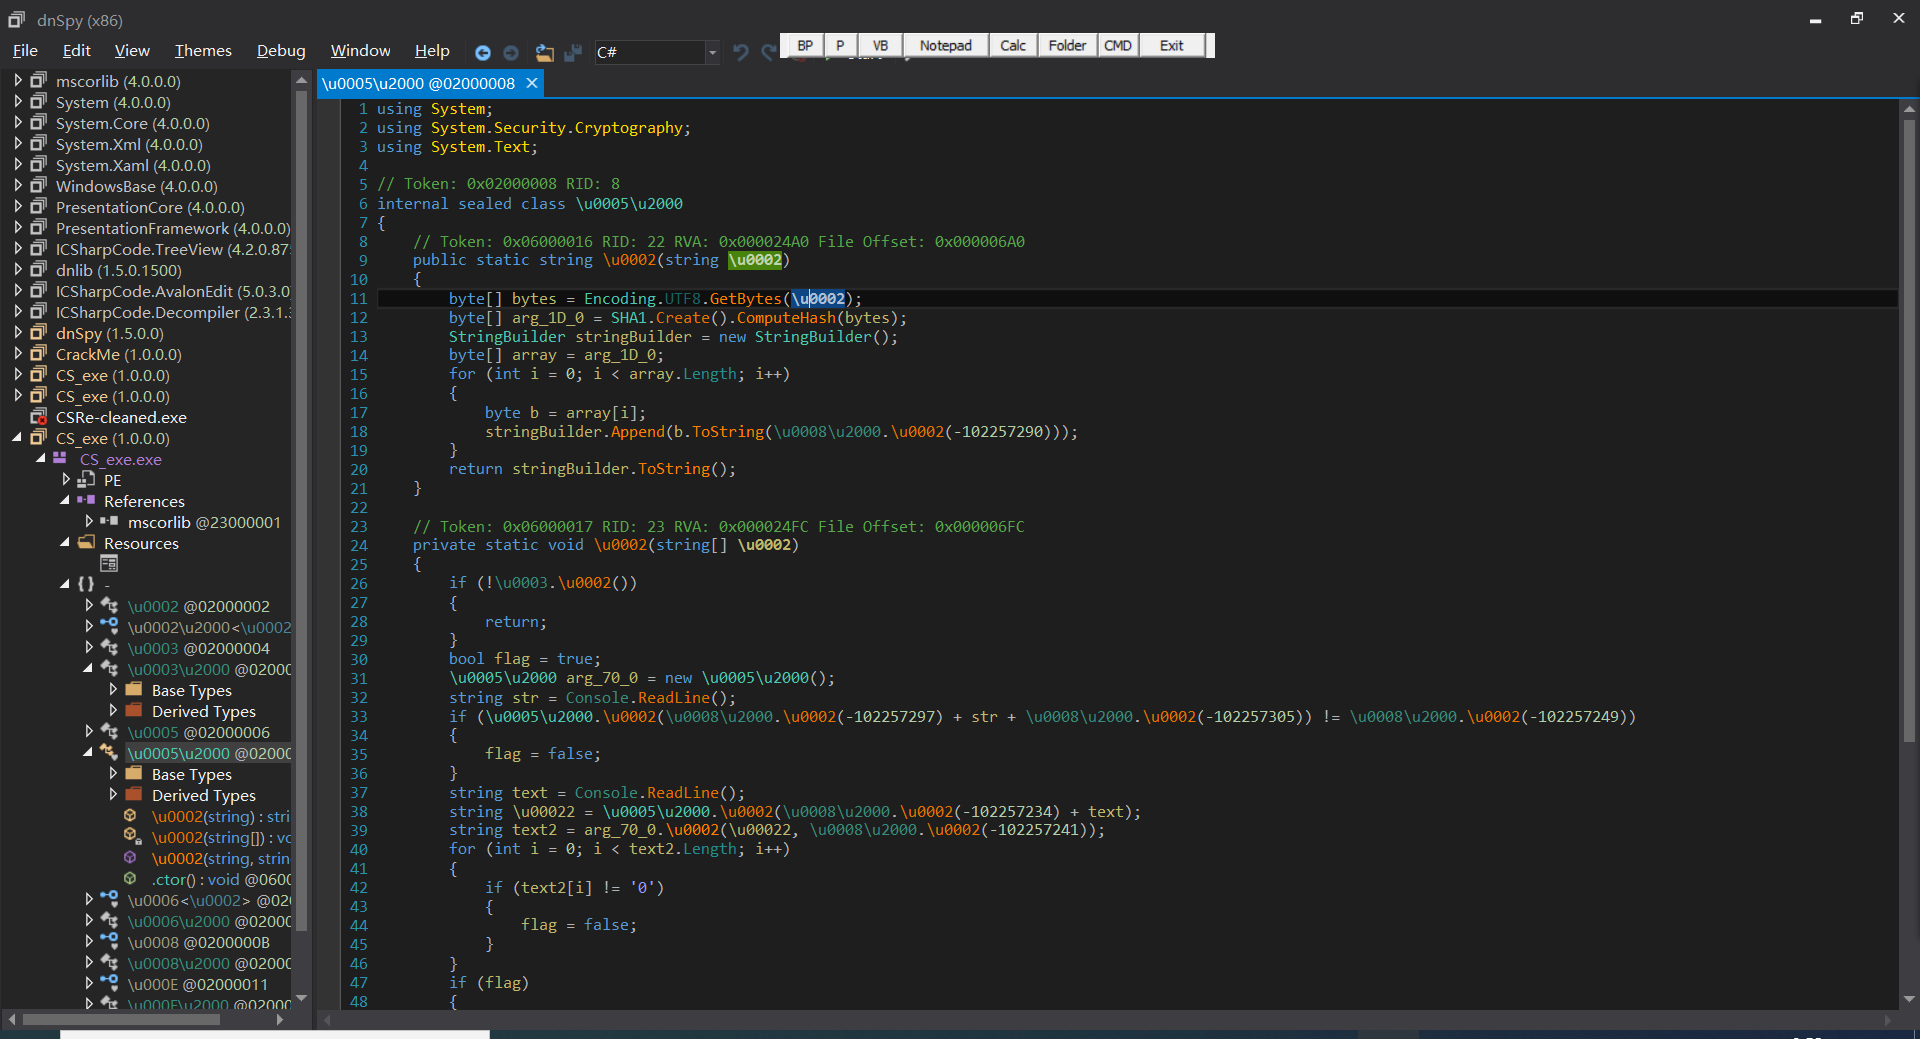 dnSpy (x86)
File Edit View Themes Debug Window Help C#
BP P VB Notepad Calc Folder CMD Exit
mscorlib (4.0.0.0)
System (4.0.0.0)
System.Core (4.0.0.0)
System.Xml (4.0.0.0)
System.Xaml (4.0.0.0)
WindowsBase (4.0.0.0)
PresentationCore (4.0.0.0)
PresentationFramework (4.0.0.0)
ICSharpCode.TreeView (4.2.0.87
dnlib (1.5.0.1500)
ICSharpCode.AvalonEdit (5.0.3.0
ICSharpCode.Decompiler (2.3.1.
dnSpy (1.5.0.0)
CrackMe (1.0.0.0)
CS_exe (1.0.0.0)
CS_exe (1.0.0.0)
CSRe-cleaned.exe
CS_exe (1.0.0.0)
CS_exe.exe
PE
References
mscorlib @23000001
Resources
{ } -
\u0002 @02000002
\u0002\u2000<\u0002
\u0003 @02000004
\u0003\u2000 @02000
Base Types
Derived Types
\u0005 @02000006
\u0005\u2000 @02000
Base Types
Derived Types
\u0002(string) : stri
\u0002(string[]) : vo
\u0002(string, strin
.ctor() : void @0600
\u0006<\u0002> @020
\u0006\u2000 @02000
\u0008 @0200000B
\u0008\u2000 @02000
\u000E @02000011
\u000F\u2000 @02000
\u0005\u2000 @02000008
1 using System;
2 using System.Security.Cryptography;
3 using System.Text;
4
5 // Token: 0x02000008 RID: 8
6 internal sealed class \u0005\u2000
7 {
8 // Token: 0x06000016 RID: 22 RVA: 0x000024A0 File Offset: 0x000006A0
9 public static string \u0002(string \u0002)
10 {
11 byte[] bytes = Encoding.UTF8.GetBytes(\u0002);
12 byte[] arg_1D_0 = SHA1.Create().ComputeHash(bytes);
13 StringBuilder stringBuilder = new StringBuilder();
14 byte[] array = arg_1D_0;
15 for (int i = 0; i < array.Length; i++)
16 {
17 byte b = array[i];
18 stringBuilder.Append(b.ToString(\u0008\u2000.\u0002(-102257290)));
19 }
20 return stringBuilder.ToString();
21 }
22
23 // Token: 0x06000017 RID: 23 RVA: 0x000024FC File Offset: 0x000006FC
24 private static void \u0002(string[] \u0002)
25 {
26 if (!\u0003.\u0002())
27 {
28 return;
29 }
30 bool flag = true;
31 \u0005\u2000 arg_70_0 = new \u0005\u2000();
32 string str = Console.ReadLine();
33 if (\u0005\u2000.\u0002(\u0008\u2000.\u0002(-102257297) + str + \u0008\u2000.\u0002(-102257305)) != \u0008\u2000.\u0002(-102257249))
34 {
35 flag = false;
36 }
37 string text = Console.ReadLine();
38 string \u00022 = \u0005\u2000.\u0002(\u0008\u2000.\u0002(-102257234) + text);
39 string text2 = arg_70_0.\u0002(\u00022, \u0008\u2000.\u0002(-102257241));
40 for (int i = 0; i < text2.Length; i++)
41 {
42 if (text2[i] != '0')
43 {
44 flag = false;
45 }
46 }
47 if (flag)
48 {